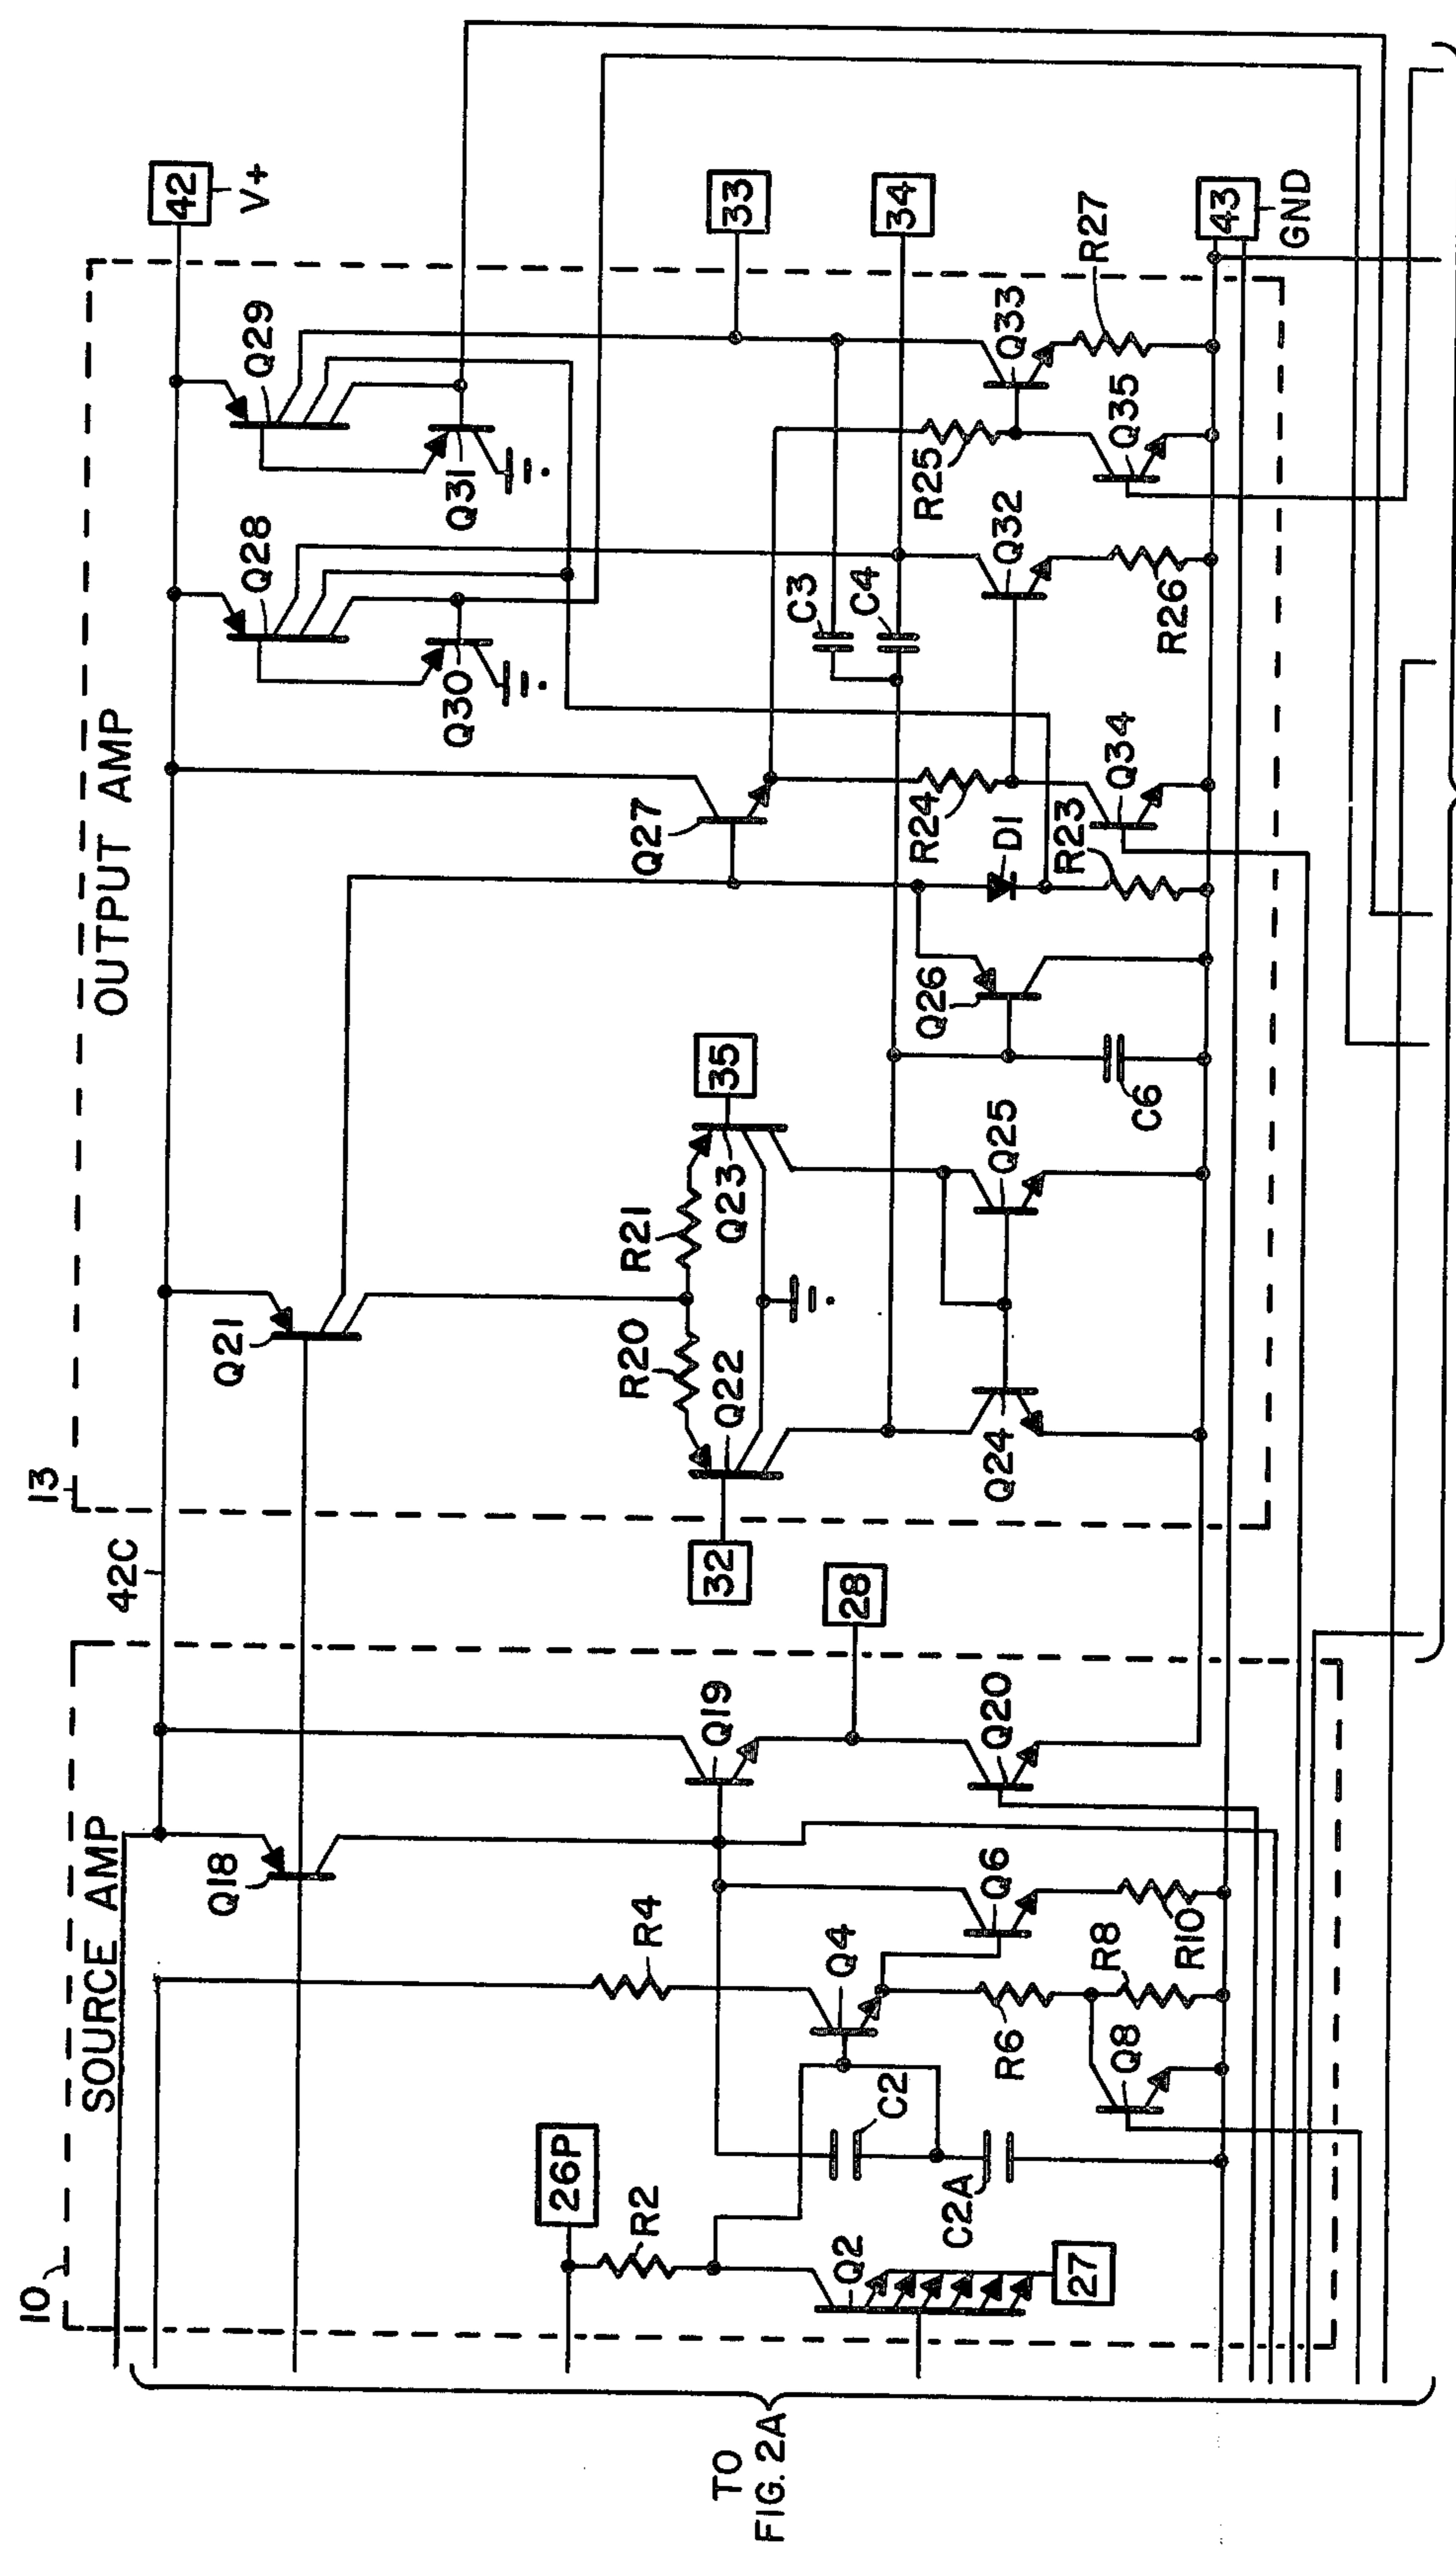 TO
FIG. 2A
10
SOURCE AMP
26P
R2
Q2
27
C2
C2A
R4
Q4
R6
Q8
R8
Q6
R10
Q18
Q19
Q20
28
42C
13
OUTPUT AMP
32
Q22
R20
R21
Q23
35
Q21
Q24
Q25
C6
Q26
D1
R23
R24
Q27
Q34
Q30
Q28
C3
C4
Q32
R26
Q31
Q29
R25
Q35
Q33
R27
42
V+
33
34
43
GND